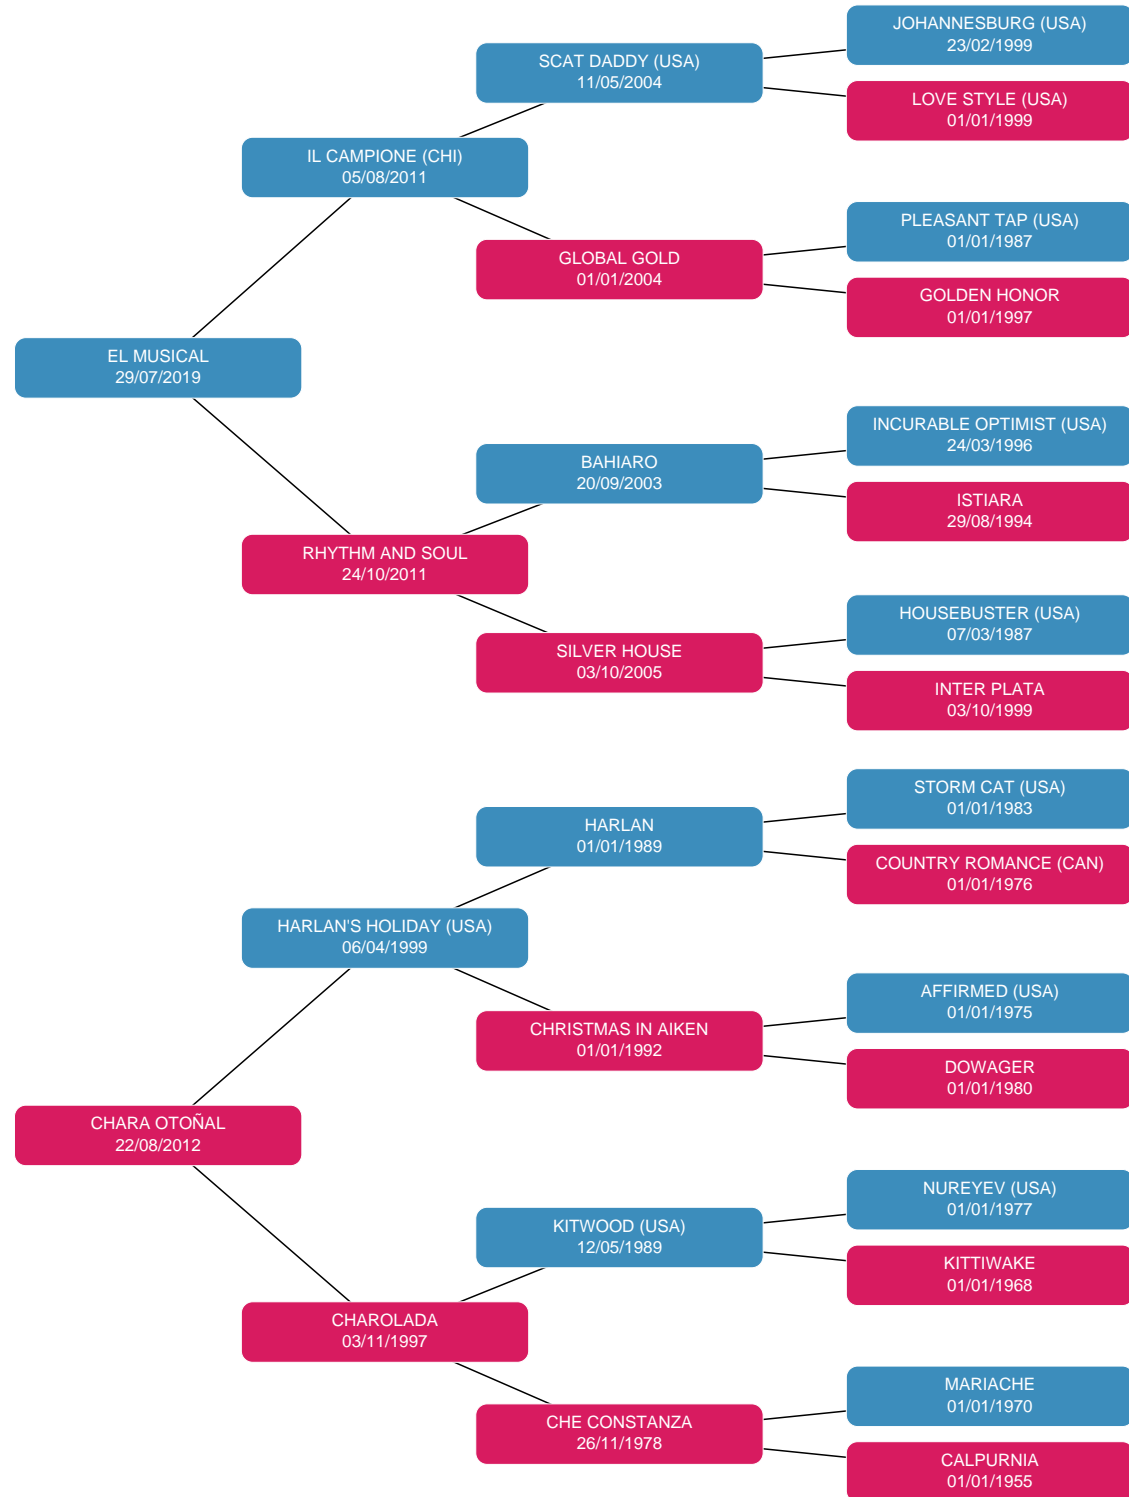 JOHANNESBURG (USA)
23/02/1999
SCAT DADDY (USA)
11/05/2004
LOVE STYLE (USA)
01/01/1999
IL CAMPIONE (CHI)
05/08/2011
PLEASANT TAP (USA)
01/01/1987
GLOBAL GOLD
01/01/2004
GOLDEN HONOR
01/01/1997
EL MUSICAL
29/07/2019
INCURABLE OPTIMIST (USA)
24/03/1996
BAHIARO
20/09/2003
ISTIARA
29/08/1994
RHYTHM AND SOUL
24/10/2011
HOUSEBUSTER (USA)
07/03/1987
SILVER HOUSE
03/10/2005
INTER PLATA
03/10/1999
STORM CAT (USA)
01/01/1983
HARLAN
01/01/1989
COUNTRY ROMANCE (CAN)
01/01/1976
HARLAN'S HOLIDAY (USA)
06/04/1999
AFFIRMED (USA)
01/01/1975
CHRISTMAS IN AIKEN
01/01/1992
DOWAGER
01/01/1980
CHARA OTOÑAL
22/08/2012
NUREYEV (USA)
01/01/1977
KITWOOD (USA)
12/05/1989
KITTIWAKE
01/01/1968
CHAROLADA
03/11/1997
MARIACHE
01/01/1970
CHE CONSTANZA
26/11/1978
CALPURNIA
01/01/1955